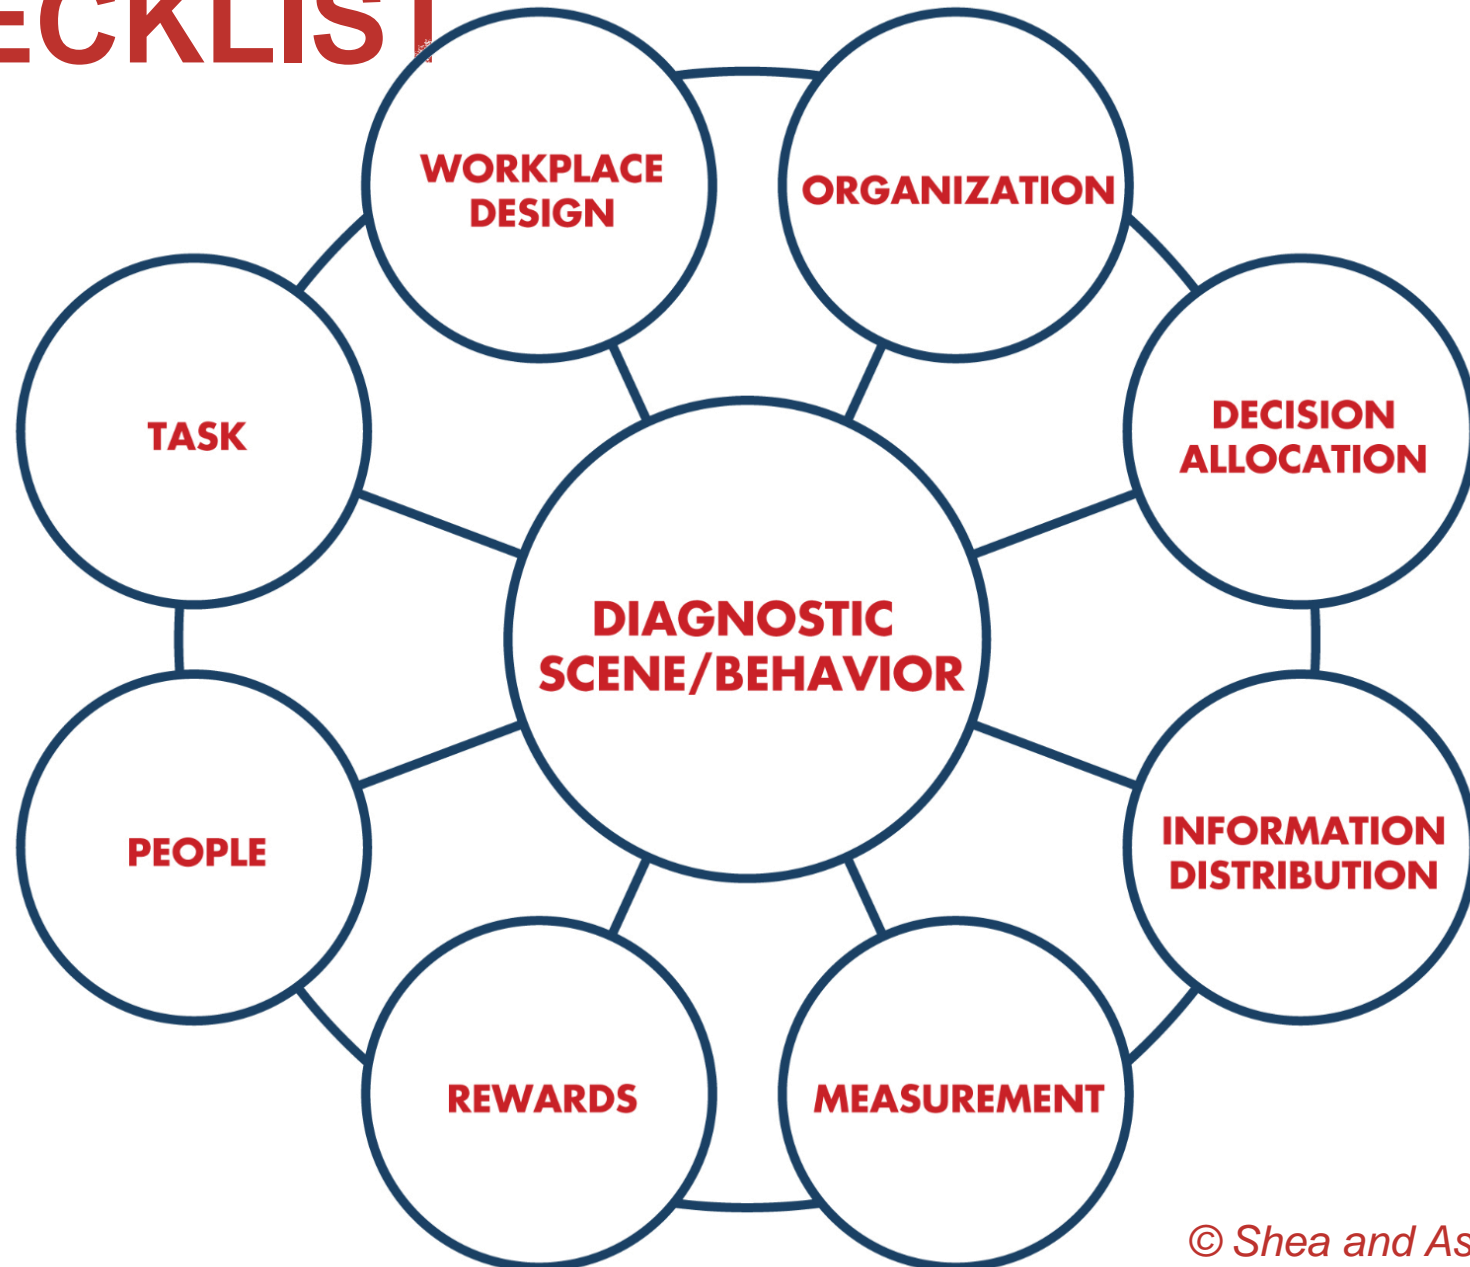 ECKLIST
WORKPLACE
DESIGN
ORGANIZATION
DECISION
ALLOCATION
TASK
DIAGNOSTIC
SCENE/BEHAVIOR
INFORMATION
DISTRIBUTION
PEOPLE
REWARDS
MEASUREMENT
© Shea and As